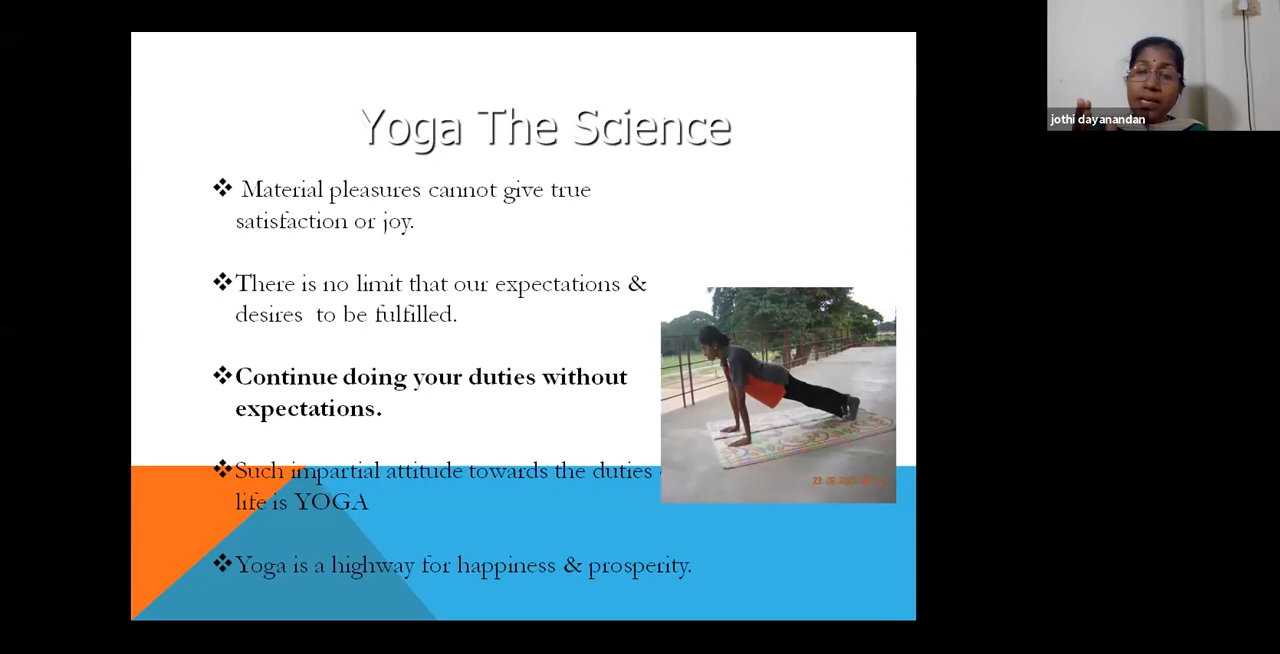 Yoga The Science
❖ Material pleasures cannot give true
satisfaction or joy.
❖There is no limit that our expectations &
desires to be fulfilled.
❖Continue doing your duties without
expectations.
❖Such impartial attitude towards the duties
life is YOGA
❖Yoga is a highway for happiness & prosperity.
jothi dayanandan